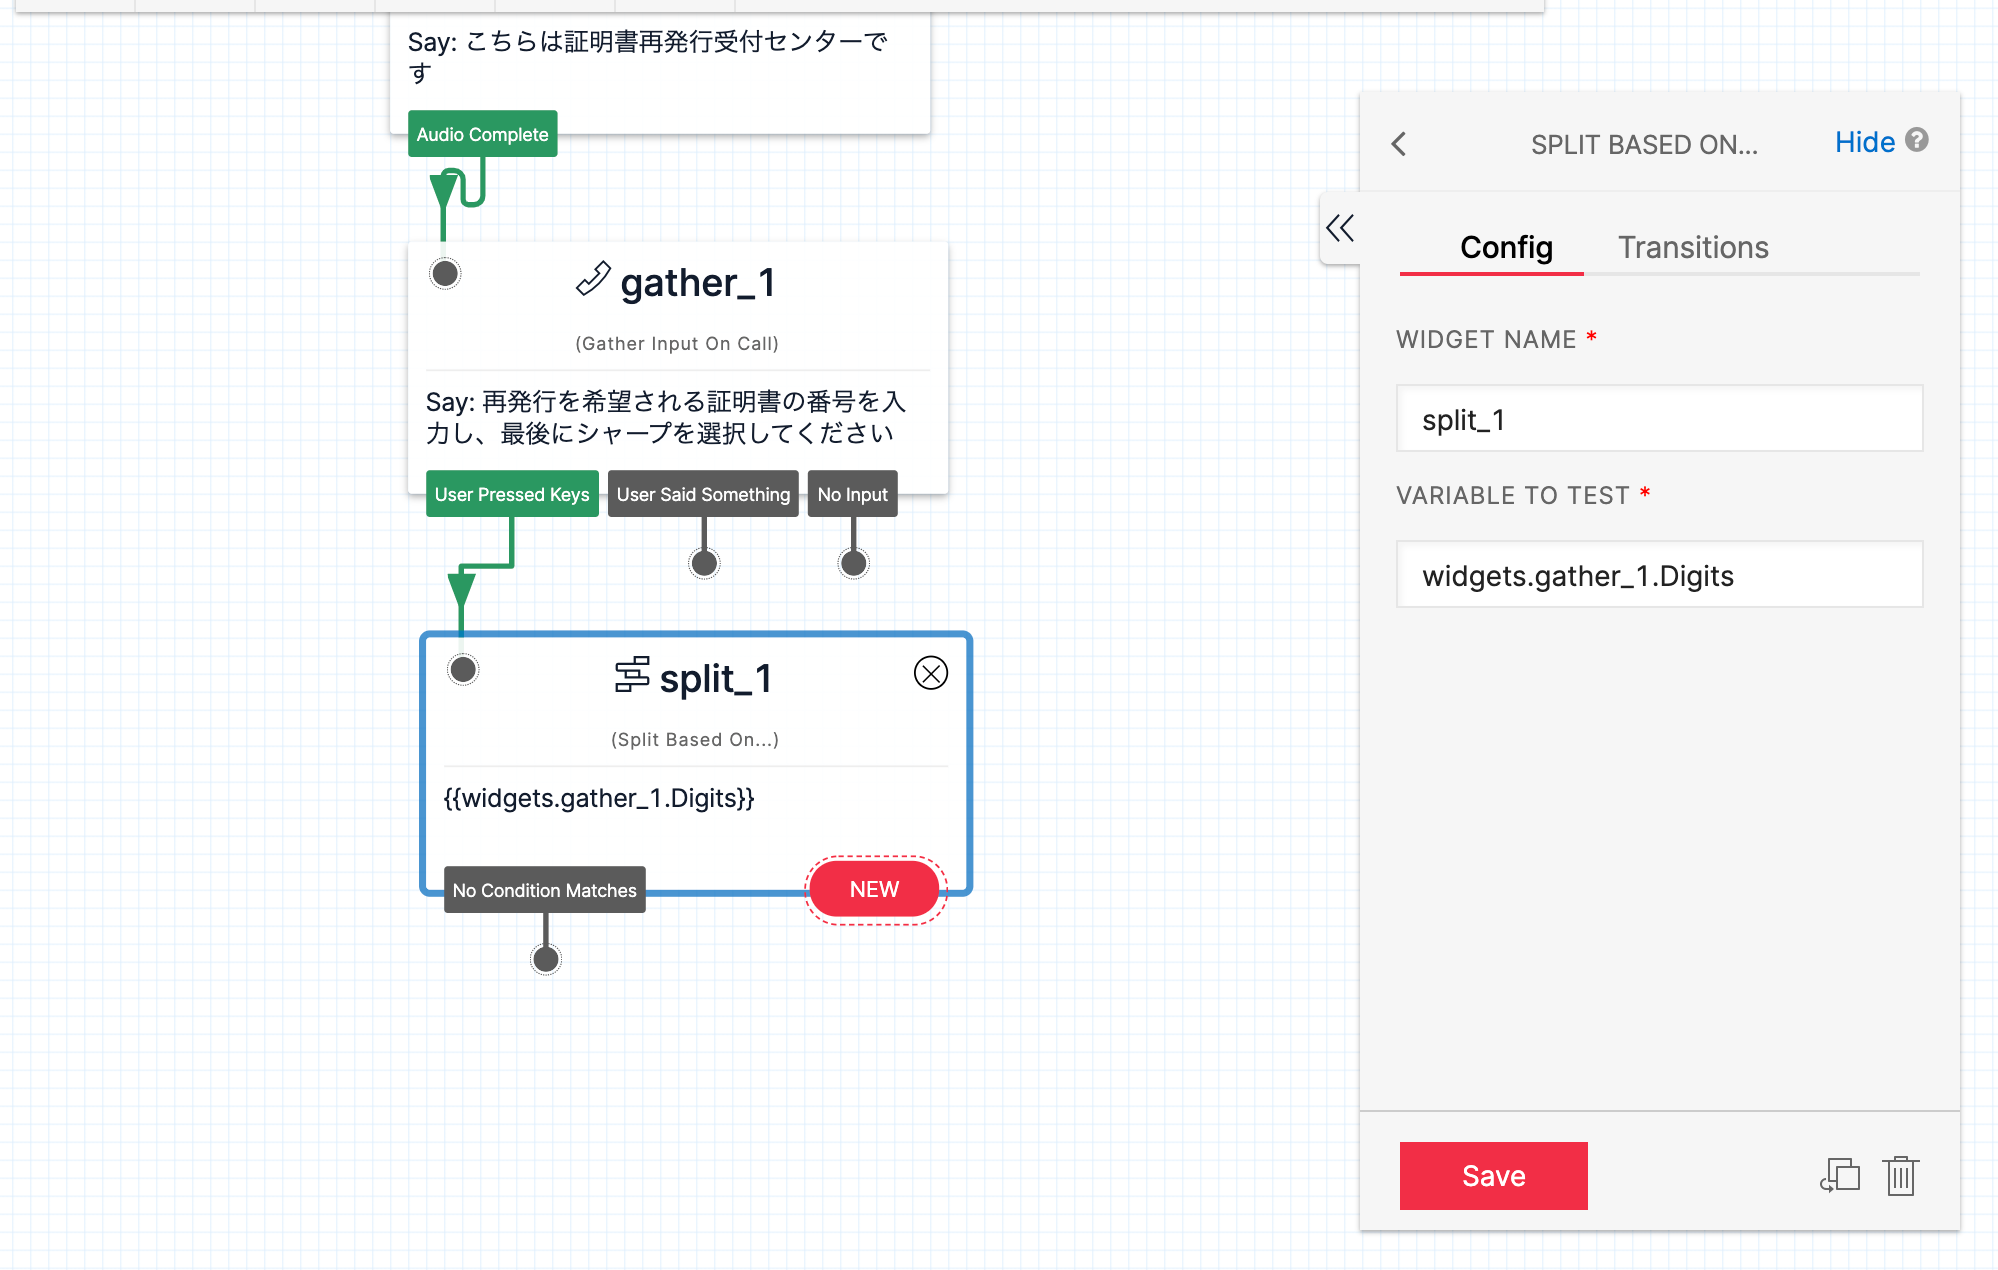 Say: こちらは証明書再発行受付センターで
す
Audio Complete
gather_1
(Gather Input On Call)
Say: 再発行を希望される証明書の番号を入
力し、最後にシャープを選択してください
User Pressed Keys
User Said Something
No Input
split_1
(Split Based On...)
{{widgets.gather_1.Digits}}
No Condition Matches
NEW
SPLIT BASED ON...
Hide ?
Config
Transitions
WIDGET NAME *
split_1
VARIABLE TO TEST *
widgets.gather_1.Digits
Save